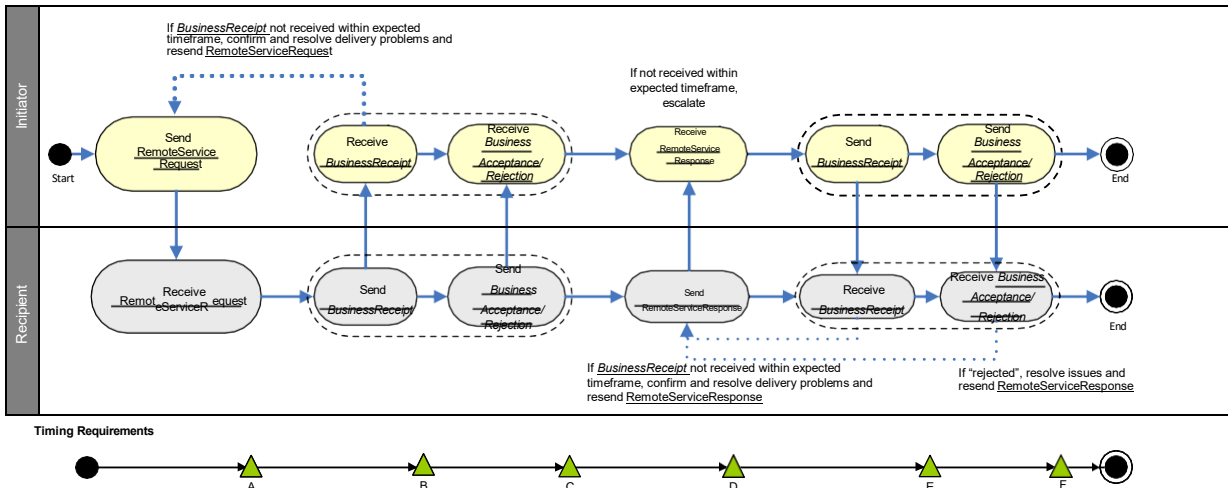 If BusinessReceipt not received within expected
timeframe, confirm and resolve delivery problems and
resend RemoteServiceRequest
If not received within
expected timeframe,
escalate
Initiator
Start
Send
RemoteService
Request
Receive
BusinessReceipt
Receive
Business
Acceptance/
Rejection
Receive
RemoteService
Response
Send
BusinessReceipt
Send
Business
Acceptance/
Rejection
End
Recipient
Receive
RemoteServiceRequest
Send
BusinessReceipt
Send
Business
Acceptance/
Rejection
Send
RemoteServiceResponse
Receive
BusinessReceipt
Receive Business
Acceptance/
Rejection
End
If BusinessReceipt not received within expected
timeframe, confirm and resolve delivery problems and
resend RemoteServiceResponse
If “rejected”, resolve issues and
resend RemoteServiceResponse
Timing Requirements
A
B
C
D
E
F